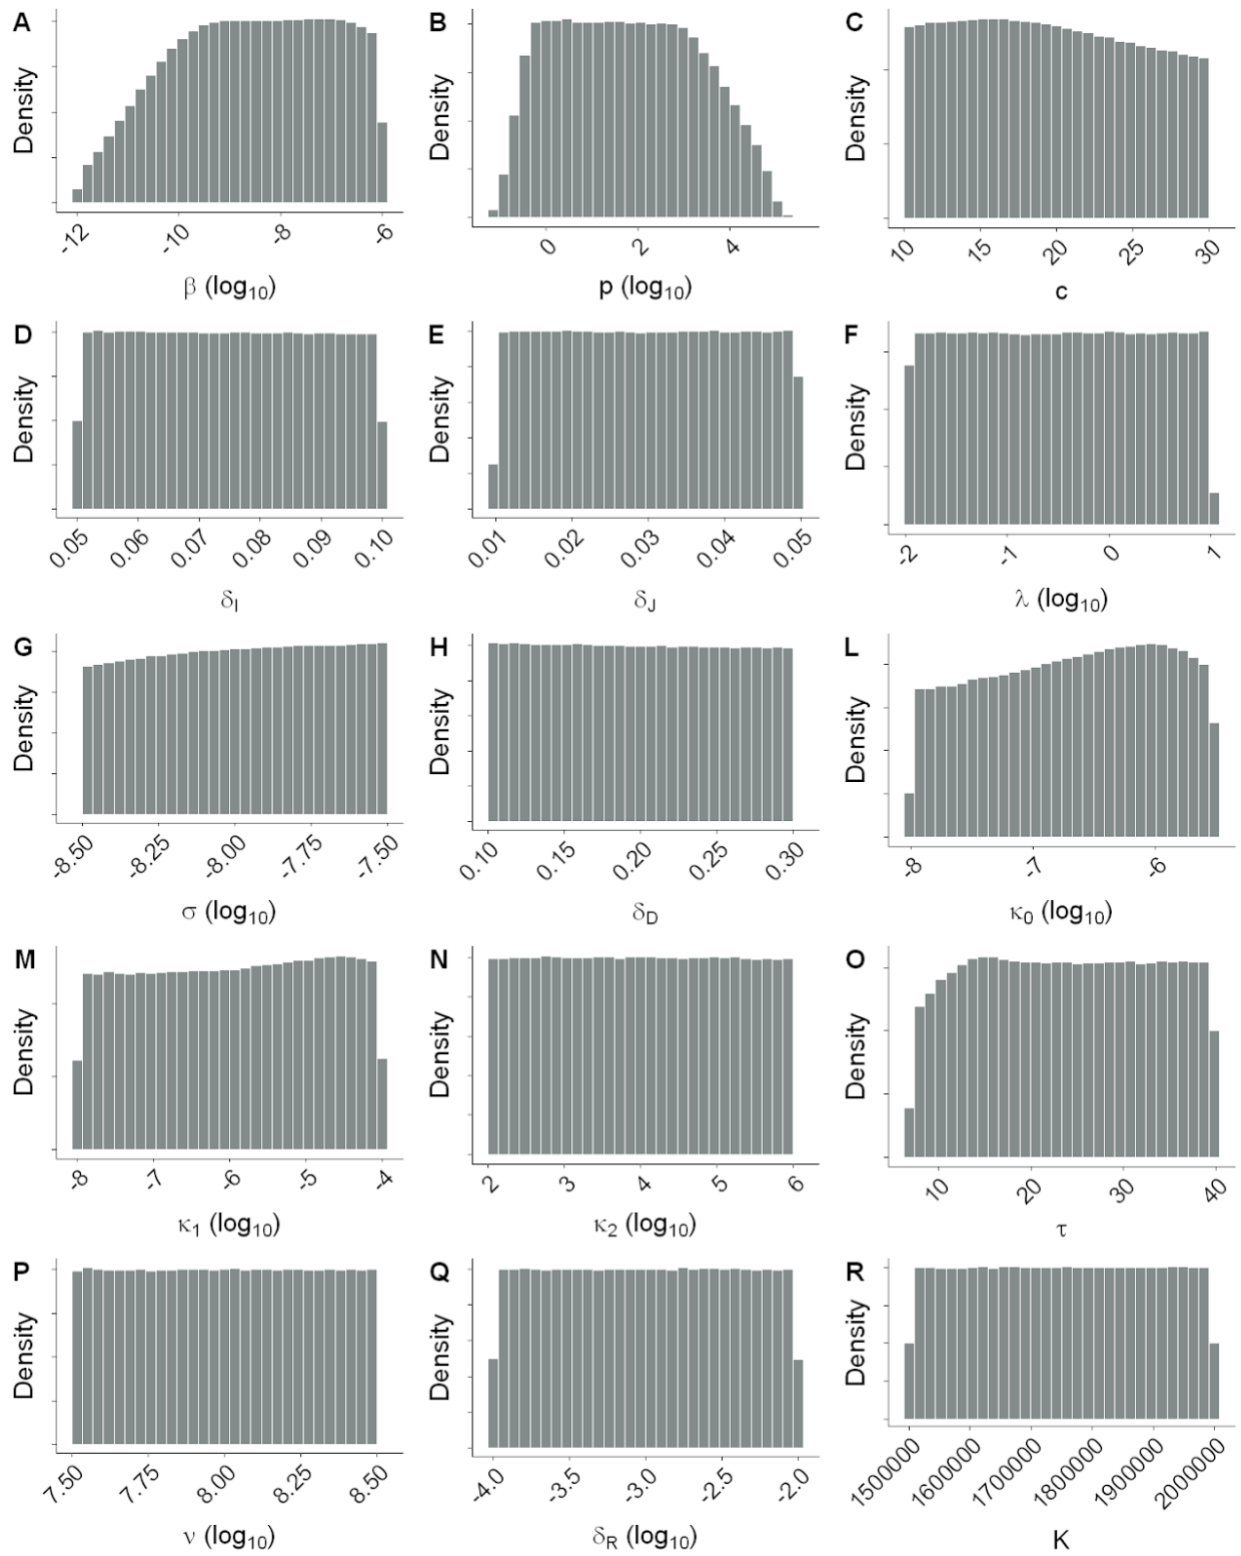 A
Density
-12 -10 -8 -6
β (log10)
B
Density
0 2 4
p (log10)
C
Density
10 15 20 25 30
c
D
Density
0.05 0.06 0.07 0.08 0.09 0.10
δI
E
Density
0.01 0.02 0.03 0.04 0.05
δJ
F
Density
-2 -1 0 1
λ (log10)
G
Density
-8.50 -8.25 -8.00 -7.75 -7.50
σ (log10)
H
Density
0.10 0.15 0.20 0.25 0.30
δD
L
Density
-8 -7 -6
κ0 (log10)
M
Density
-8 -7 -6 -5 -4
κ1 (log10)
N
Density
2 3 4 5 6
κ2 (log10)
O
Density
10 20 30 40
τ
P
Density
7.50 7.75 8.00 8.25 8.50
ν (log10)
Q
Density
-4.0 -3.5 -3.0 -2.5 -2.0
δR (log10)
R
Density
1500000 1600000 1700000 1800000 1900000 2000000
K